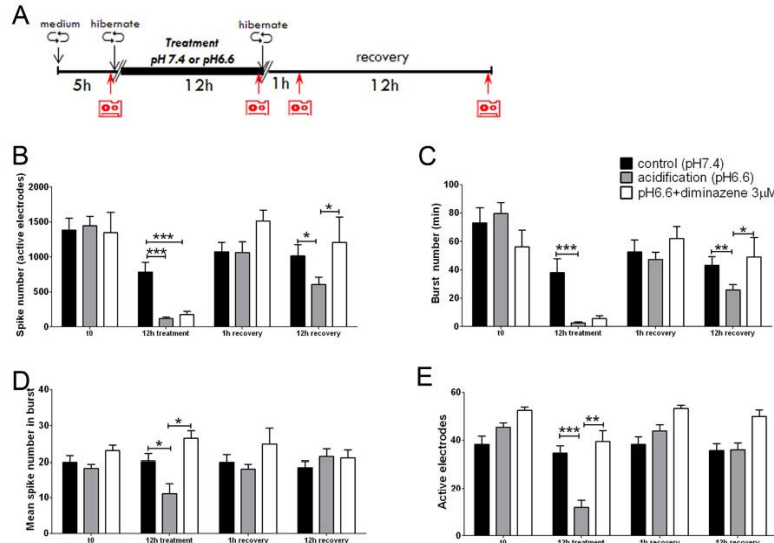 A
medium
hibernate
hibernate
Treatment
pH 7.4 or pH6.6
recovery
5h
12h
1h
12h
B
C
control (pH7.4)
acidification (pH6.6)
pH6.6+diminazene 3µM
Spike number (active electrodes)
2000
1500
1000
500
0
***
***
*
*
t0
12h treatment
1h recovery
12h recovery
Burst number (min)
100
80
60
40
20
0
***
**
*
t0
12h treatment
1h recovery
12h recovery
D
E
Mean spike number in burst
40
30
20
10
0
*
*
t0
12h treatment
1h recovery
12h recovery
Active electrodes
60
40
20
0
***
**
t0
12h treatment
1h recovery
12h recovery